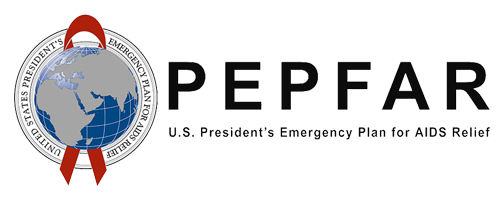 UNITED STATES PRESIDENT'S EMERGENCY PLAN FOR AIDS RELIEF
PEPFAR
U.S. President's Emergency Plan for AIDS Relief